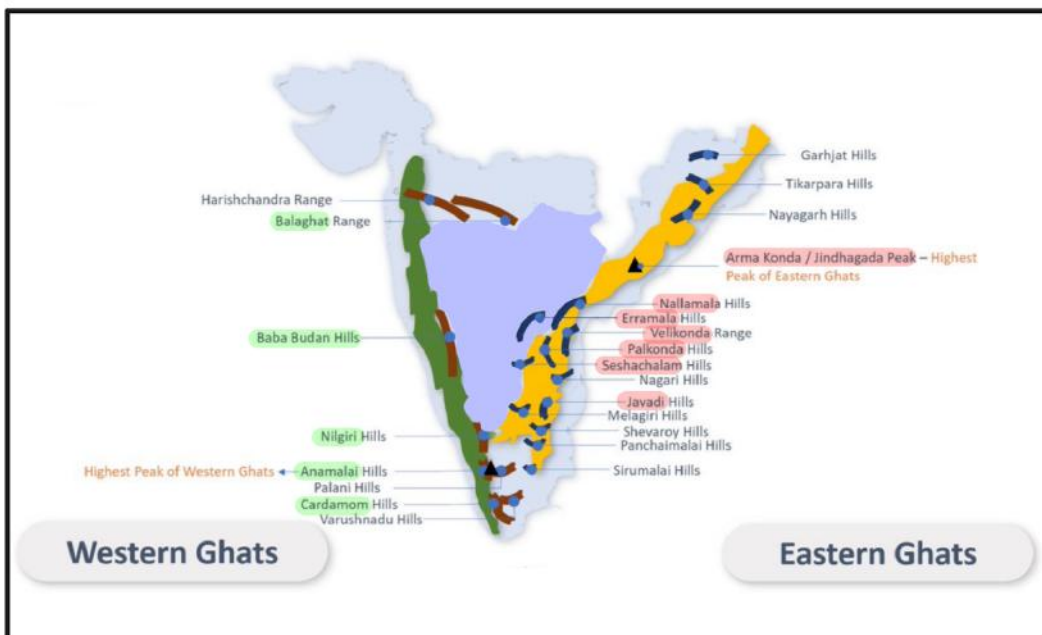 Garhjat Hills
Tikarpara Hills
Nayagarh Hills
Arma Konda / Jindhagada Peak – Highest
Peak of Eastern Ghats
Nallamala Hills
Erramala Hills
Velikonda Range
Palkonda Hills
Seshachalam Hills
Nagari Hills
Javadi Hills
Melagiri Hills
Shevaroy Hills
Panchaimalai Hills
Sirumalai Hills
Harishchandra Range
Balaghat Range
Baba Budan Hills
Nilgiri Hills
Highest Peak of Western Ghats
Anamalai Hills
Palani Hills
Cardamom Hills
Varushnadu Hills
Western Ghats
Eastern Ghats